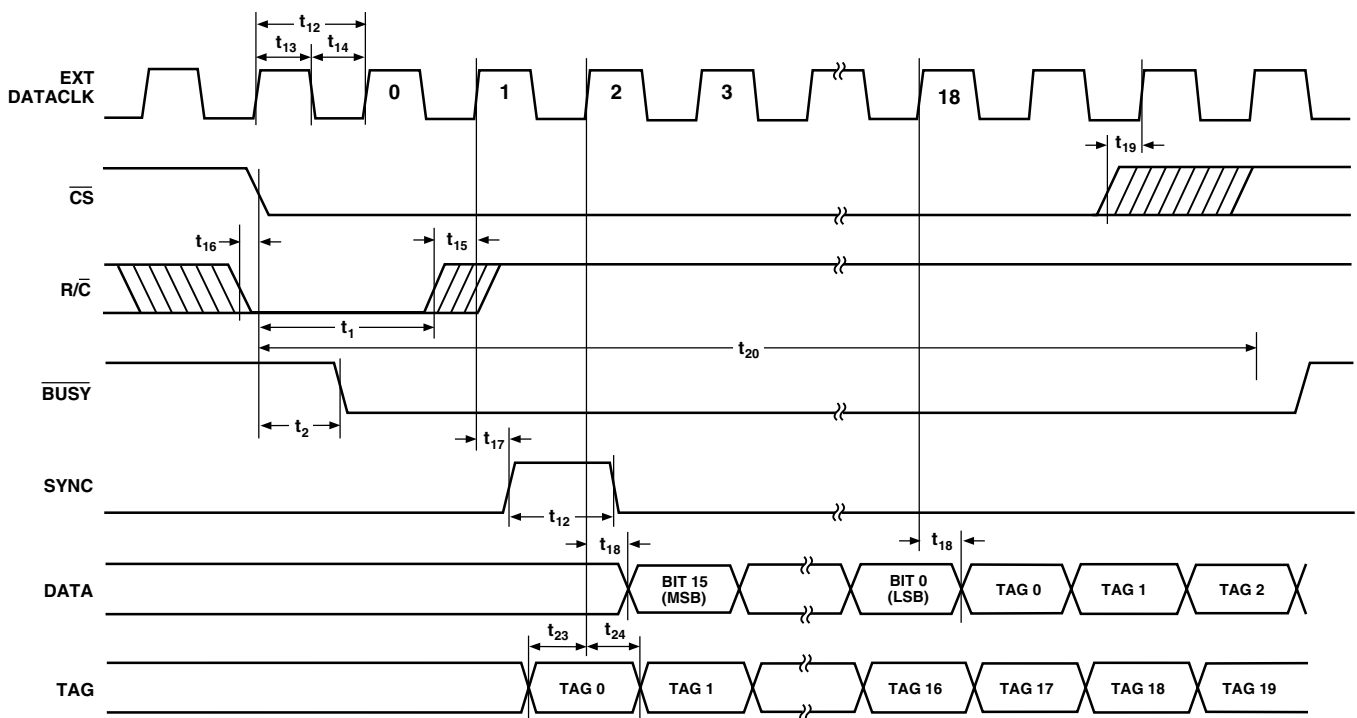 t12
t13 t14
EXT
DATACLK
0 1 2 3 18
t19
CS
t16 t15
R/C
t1
t20
BUSY
t2
t17
SYNC
t12
t18 t18
DATA
BIT 15
(MSB)
BIT 0
(LSB)
TAG 0 TAG 1 TAG 2
t23 t24
TAG
TAG 0 TAG 1 TAG 16 TAG 17 TAG 18 TAG 19